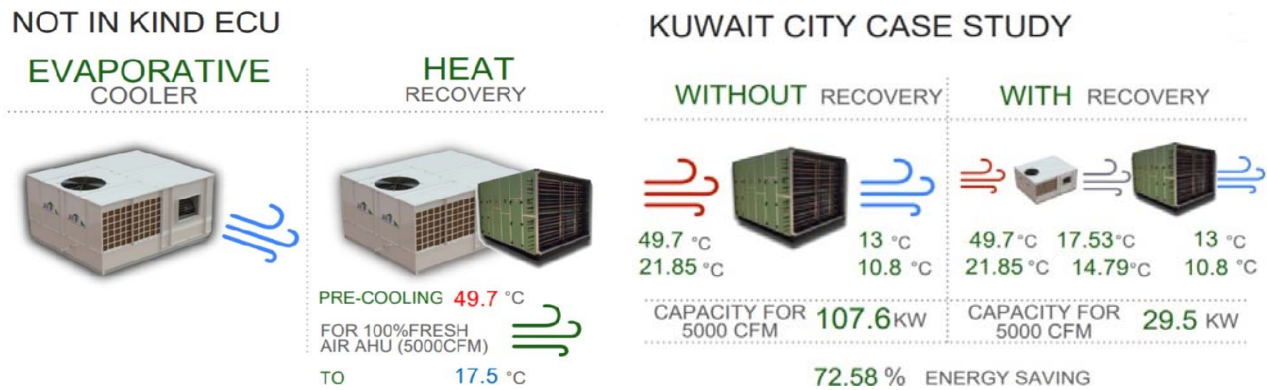 NOT IN KIND ECU
EVAPORATIVE
COOLER
HEAT
RECOVERY
PRE-COOLING 49.7 °C
FOR 100%FRESH
AIR AHU (5000CFM)
TO 17.5 °C
KUWAIT CITY CASE STUDY
WITHOUT RECOVERY
WITH RECOVERY
49.7 °C 13 °C
21.85 °C 10.8 °C
49.7°C 17.53°C 13 °C
21.85 °C 14.79°C 10.8 °C
CAPACITY FOR
5000 CFM 107.6 KW
CAPACITY FOR
5000 CFM 29.5 KW
72.58 % ENERGY SAVING